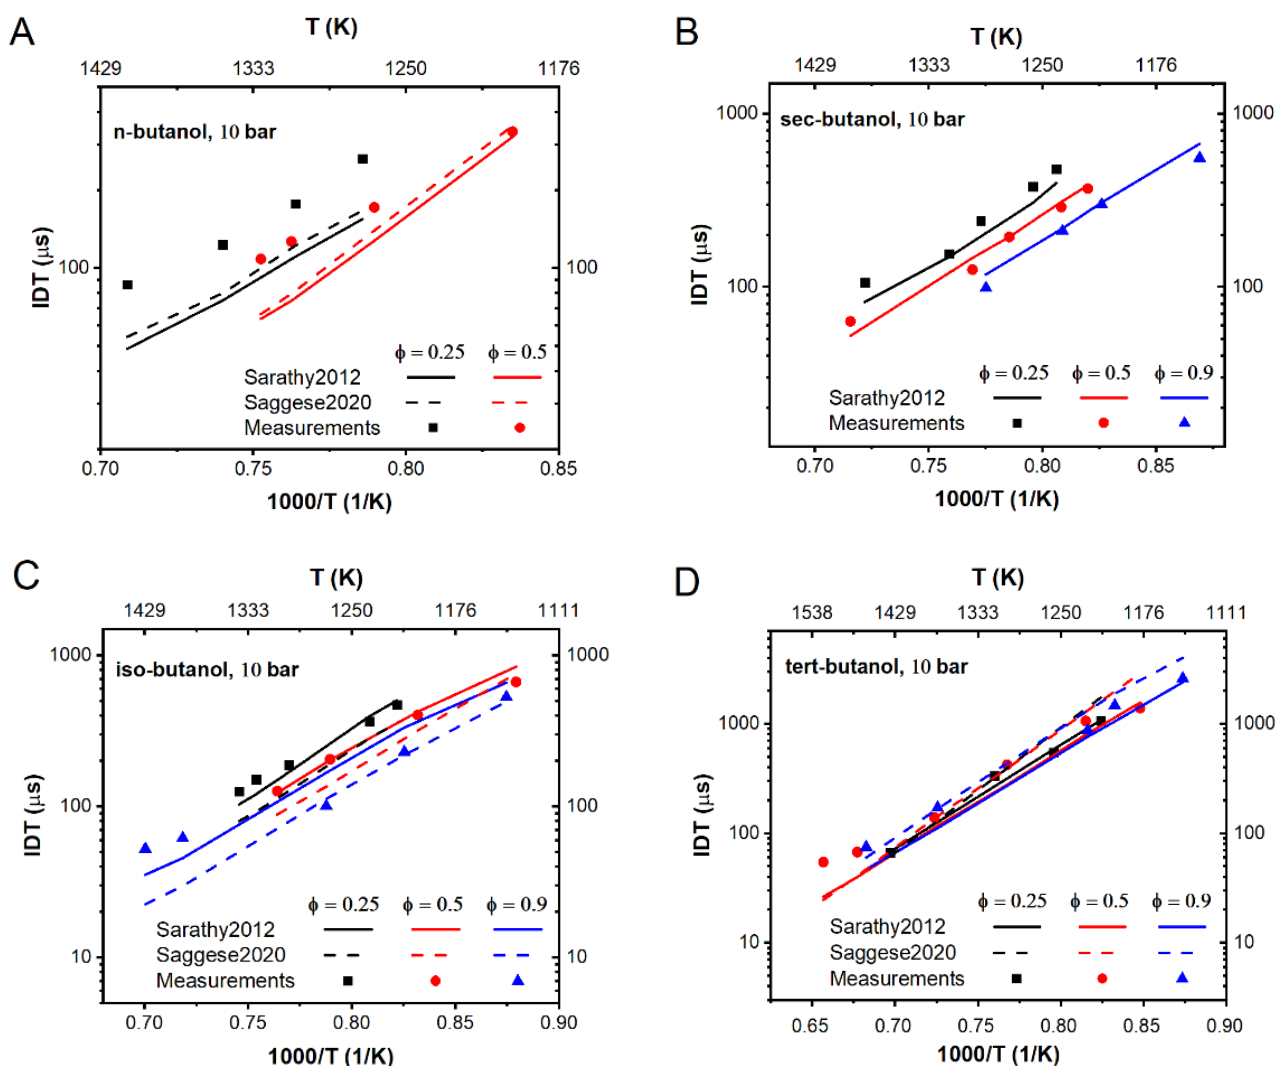 A
T (K)
1429 1333 1250 1176
n-butanol, 10 bar
IDT (μs)
100 100
ϕ = 0.25 ϕ = 0.5
Sarathy2012
Saggese2020
Measurements
0.70 0.75 0.80 0.85
1000/T (1/K)
B
T (K)
1429 1333 1250 1176
1000 1000
sec-butanol, 10 bar
IDT (μs)
100 100
ϕ = 0.25 ϕ = 0.5 ϕ = 0.9
Sarathy2012
Measurements
0.70 0.75 0.80 0.85
1000/T (1/K)
C
T (K)
1429 1333 1250 1176 1111
1000 1000
iso-butanol, 10 bar
IDT (μs)
100 100
ϕ = 0.25 ϕ = 0.5 ϕ = 0.9
Sarathy2012
Saggese2020
10 10
Measurements
0.70 0.75 0.80 0.85 0.90
1000/T (1/K)
D
T (K)
1538 1429 1333 1250 1176 1111
tert-butanol, 10 bar
1000 1000
IDT (μs)
100 100
ϕ = 0.25 ϕ = 0.5 ϕ = 0.9
Sarathy2012
10 10
Saggese2020
Measurements
0.65 0.70 0.75 0.80 0.85 0.90
1000/T (1/K)